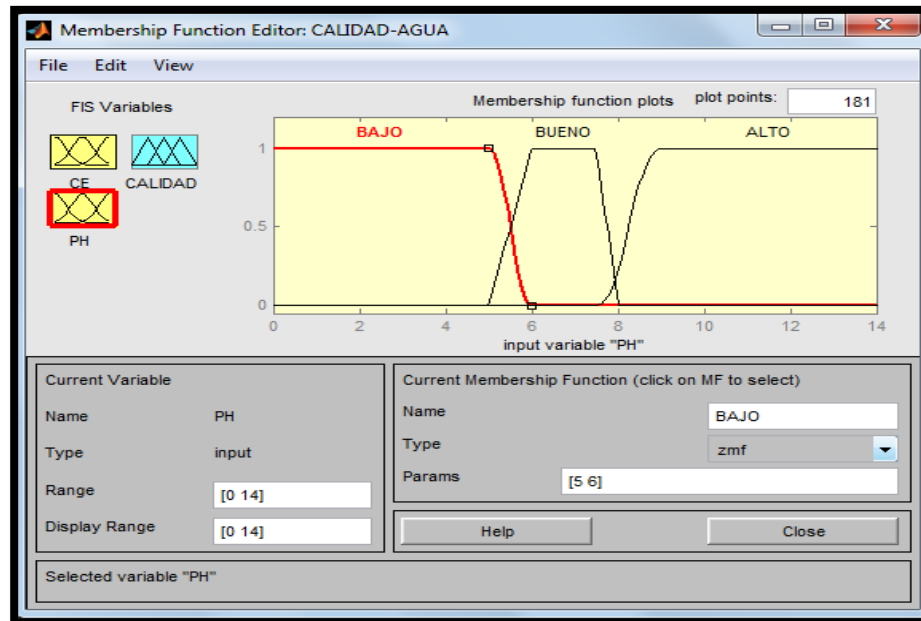 Membership Function Editor: CALIDAD-AGUA
File Edit View
FIS Variables
Membership function plots plot points: 181
CE CALIDAD
PH
BAJO BUENO ALTO
1
0.5
0
0 2 4 6 8 10 12 14
input variable "PH"
Current Variable
Name PH
Type input
Range [0 14]
Display Range [0 14]
Current Membership Function (click on MF to select)
Name BAJO
Type zmf
Params [5 6]
Help Close
Selected variable "PH"